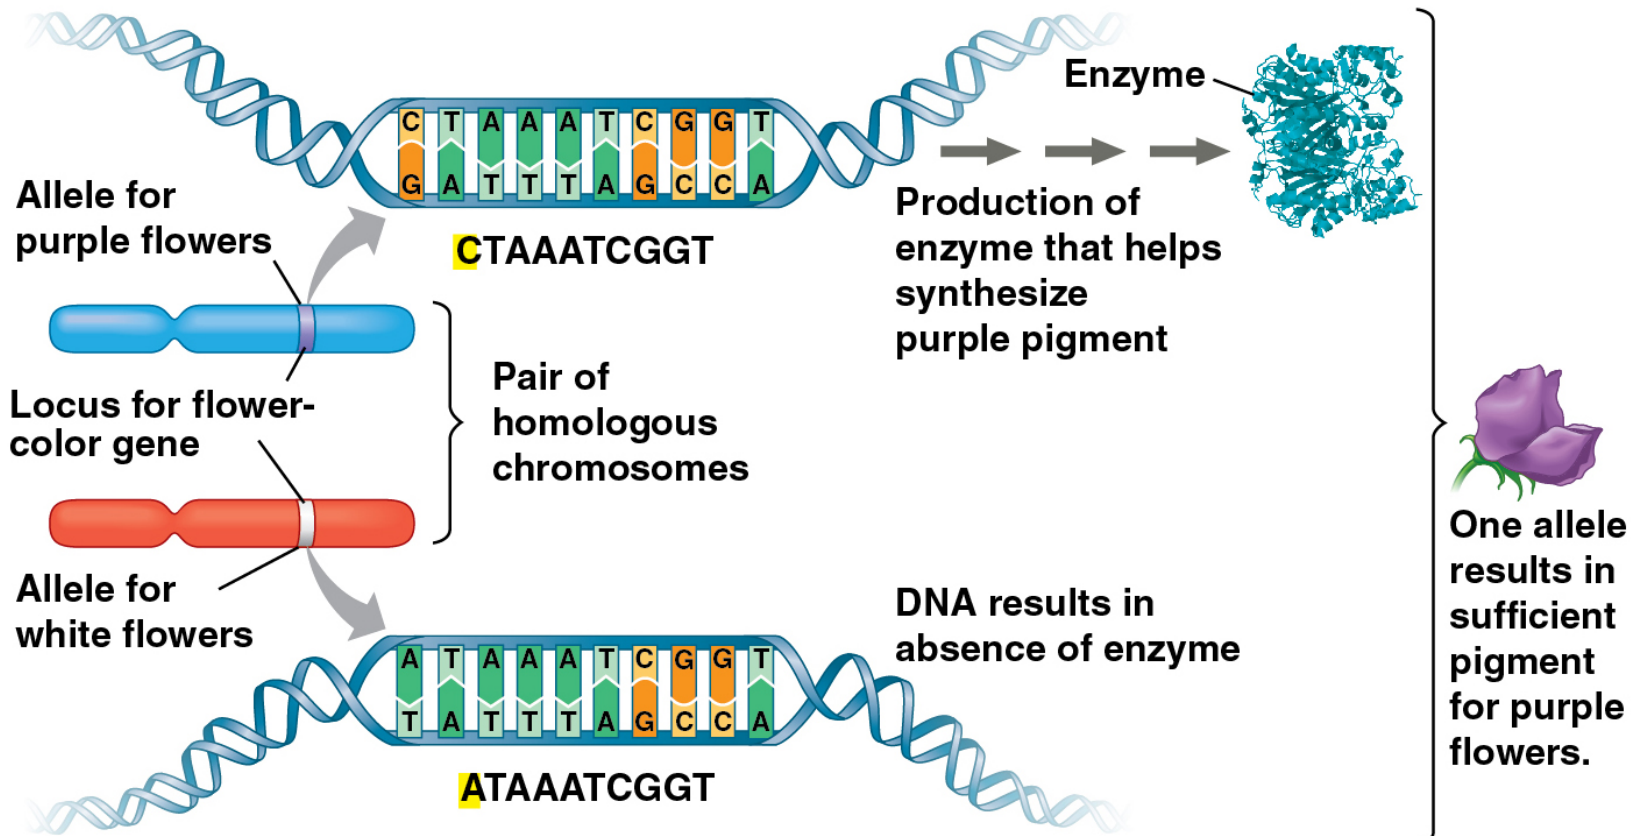 Enzyme
C T A A A T C G G T
G A T T T A G C C A
CTAAATCGGT
Allele for
purple flowers
Production of
enzyme that helps
synthesize
purple pigment
Locus for flower-
color gene
Pair of
homologous
chromosomes
Allele for
white flowers
A T A A A T C G G T
T A T T T A G C C A
ATAAATCGGT
DNA results in
absence of enzyme
One allele
results in
sufficient
pigment
for purple
flowers.